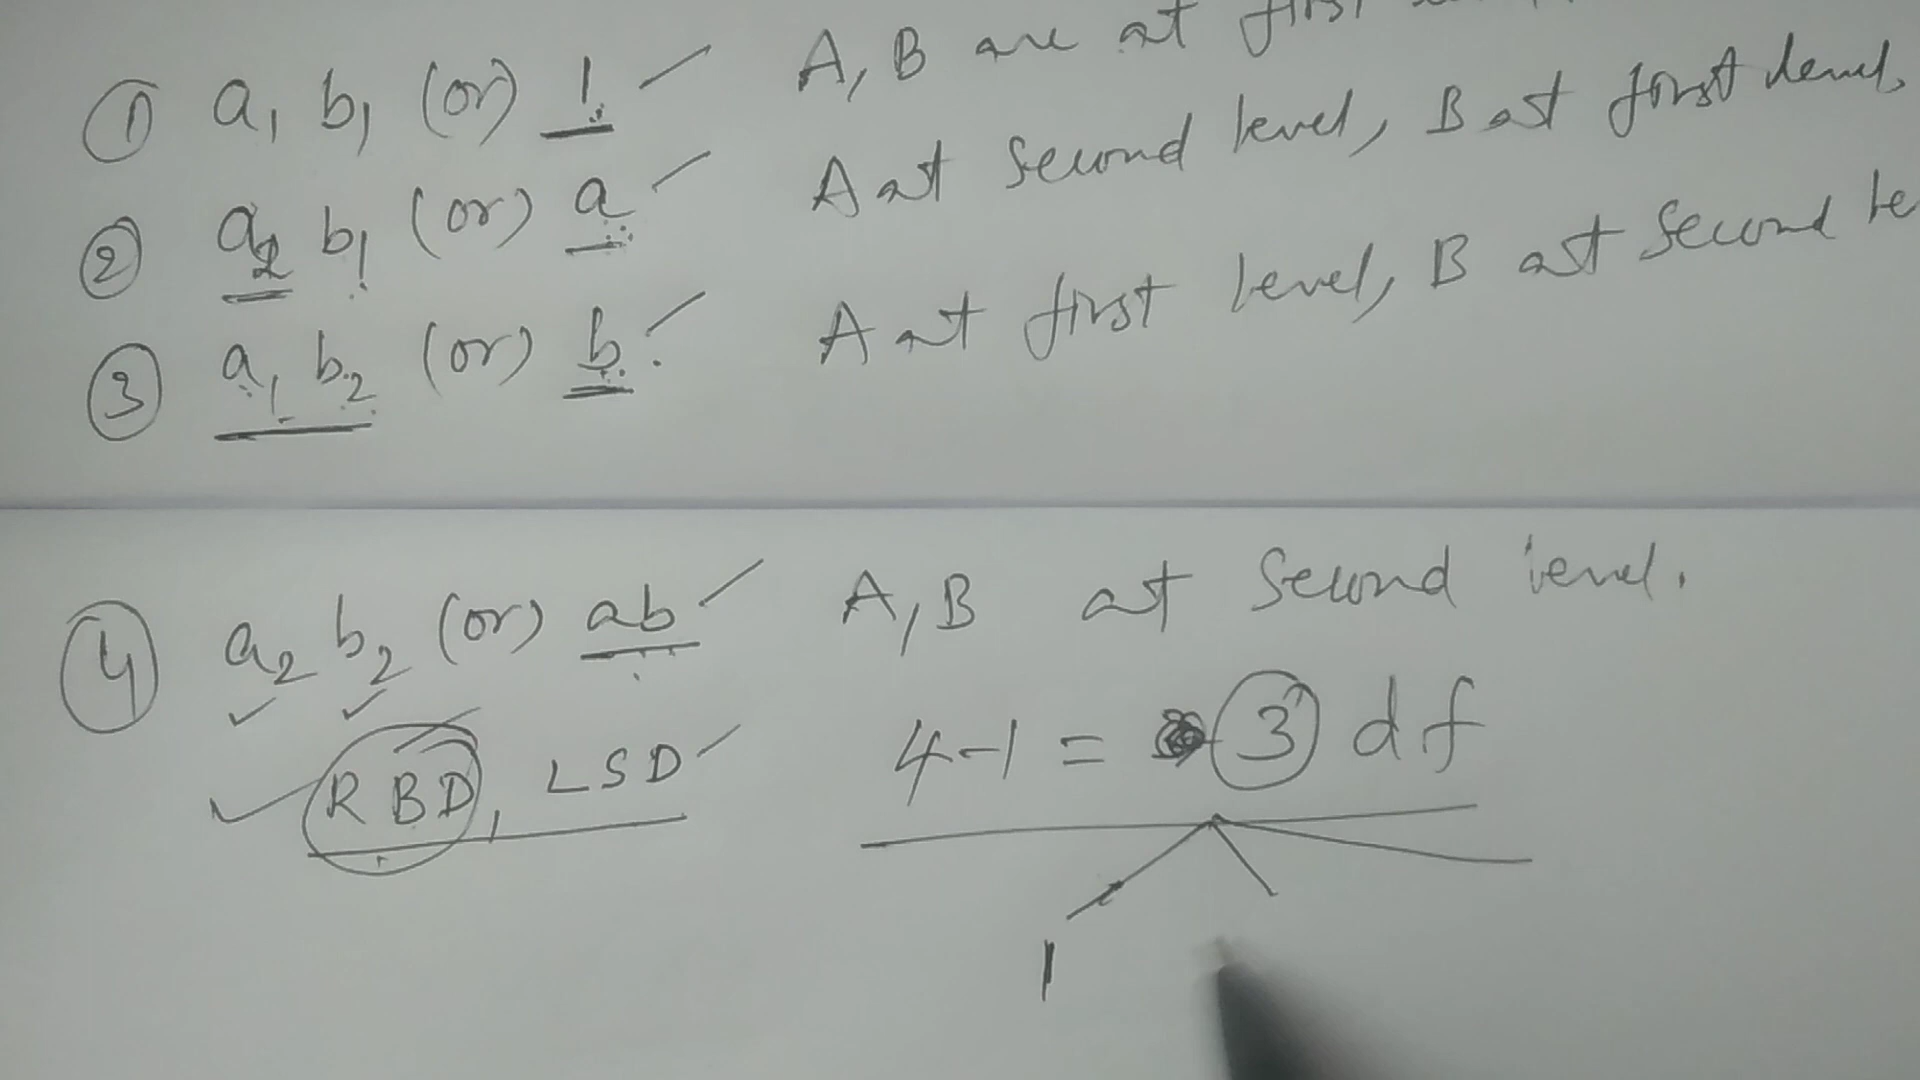 ① a₁ b₁ (or) 1 A, B are at first
② a₂ b₁ (or) a A at Second level, B at first level,
③ a₁ b₂ (or) b A at first level, B at Second le
④ a₂ b₂ (or) ab A, B at Second level.
RBD, LSD 4-1 = 3 df
1